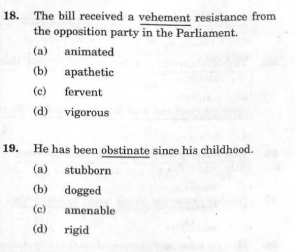 18. The bill received a vehement resistance from
the opposition party in the Parliament.
(a) animated
(b) apathetic
(c) fervent
(d) vigorous
19. He has been obstinate since his childhood.
(a) stubborn
(b) dogged
(c) amenable
(d) rigid